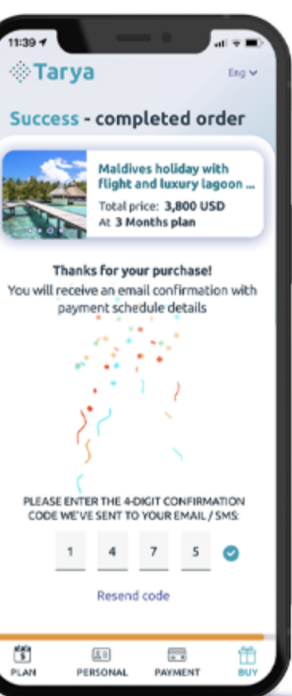 11:39
Tarya
Eng
Success - completed order
Maldives holiday with
flight and luxury lagoon ...
Total price: 3,800 USD
At 3 Months plan
Thanks for your purchase!
You will receive an email confirmation with
payment schedule details
PLEASE ENTER THE 4-DIGIT CONFIRMATION
CODE WE'VE SENT TO YOUR EMAIL / SMS:
1 4 7 5
Resend code
PLAN PERSONAL PAYMENT BUY